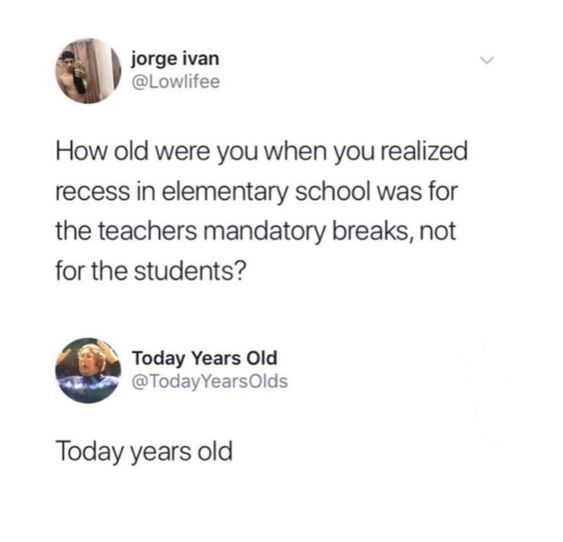 jorge ivan
@Lowlifee
How old were you when you realized
recess in elementary school was for
the teachers mandatory breaks, not
for the students?
Today Years Old
@TodayYearsOlds
Today years old